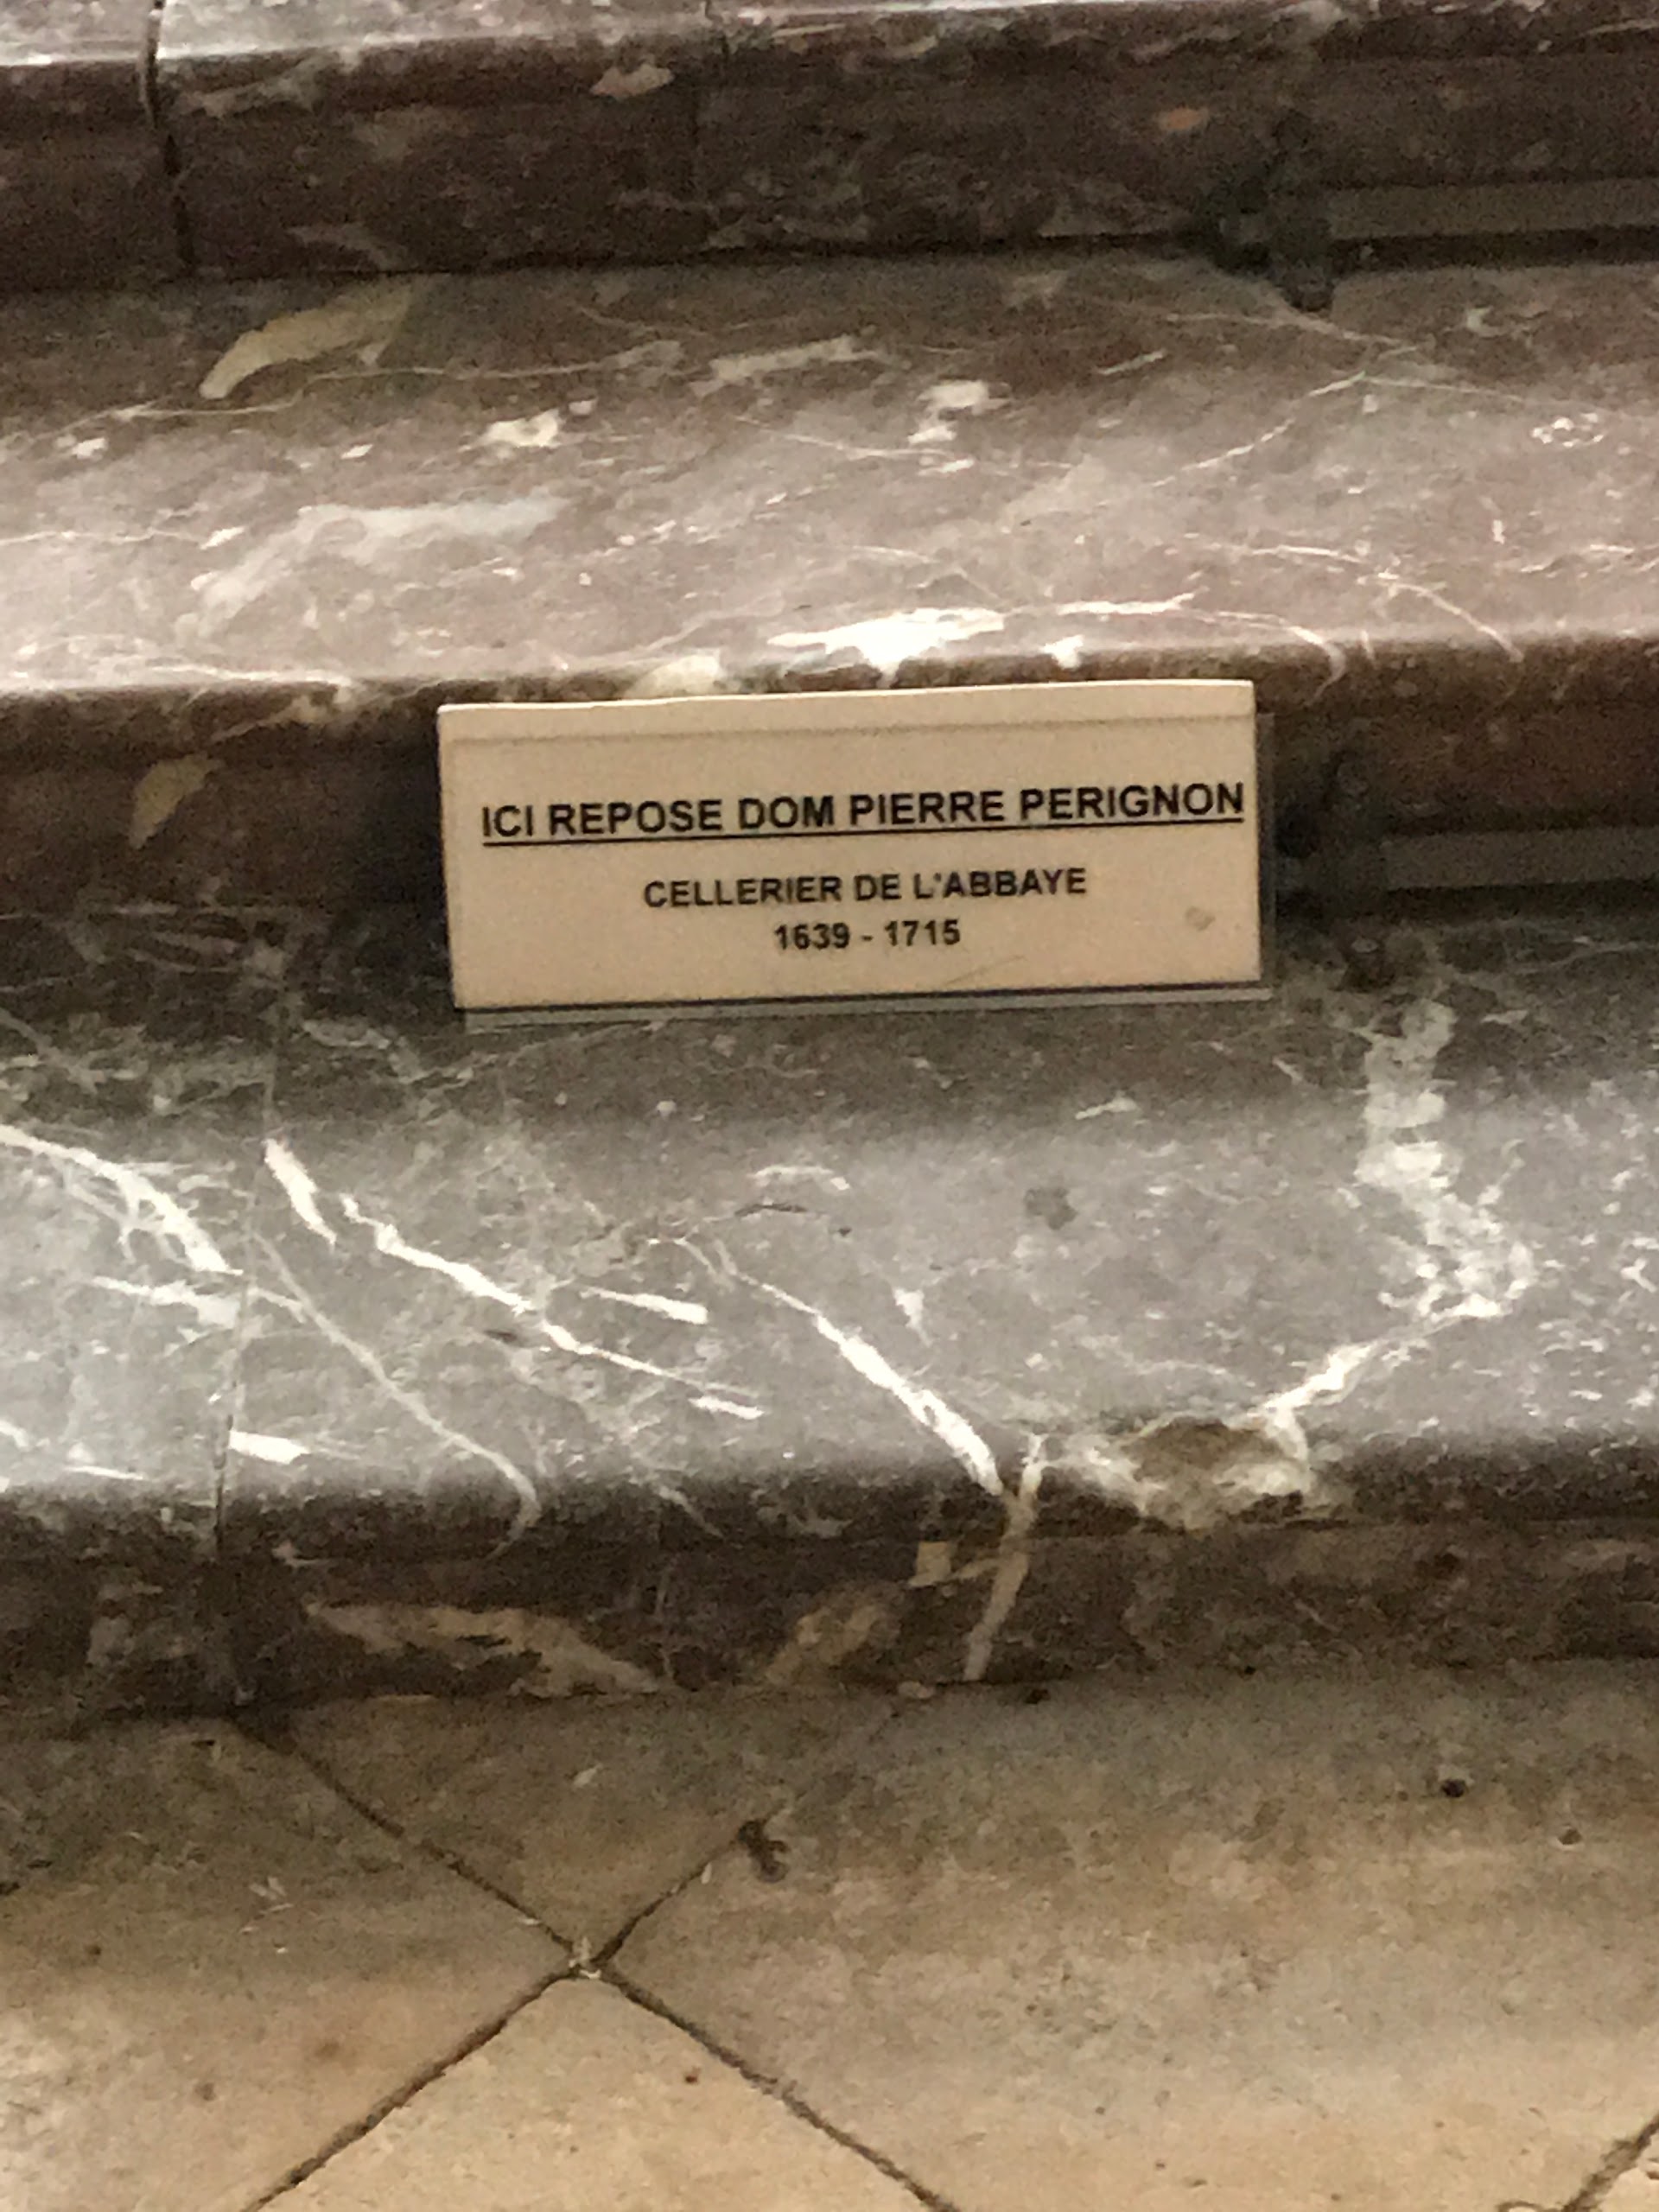 ICI REPOSE DOM PIERRE PERIGNON
CELLERIER DE L'ABBAYE
1639 - 1715